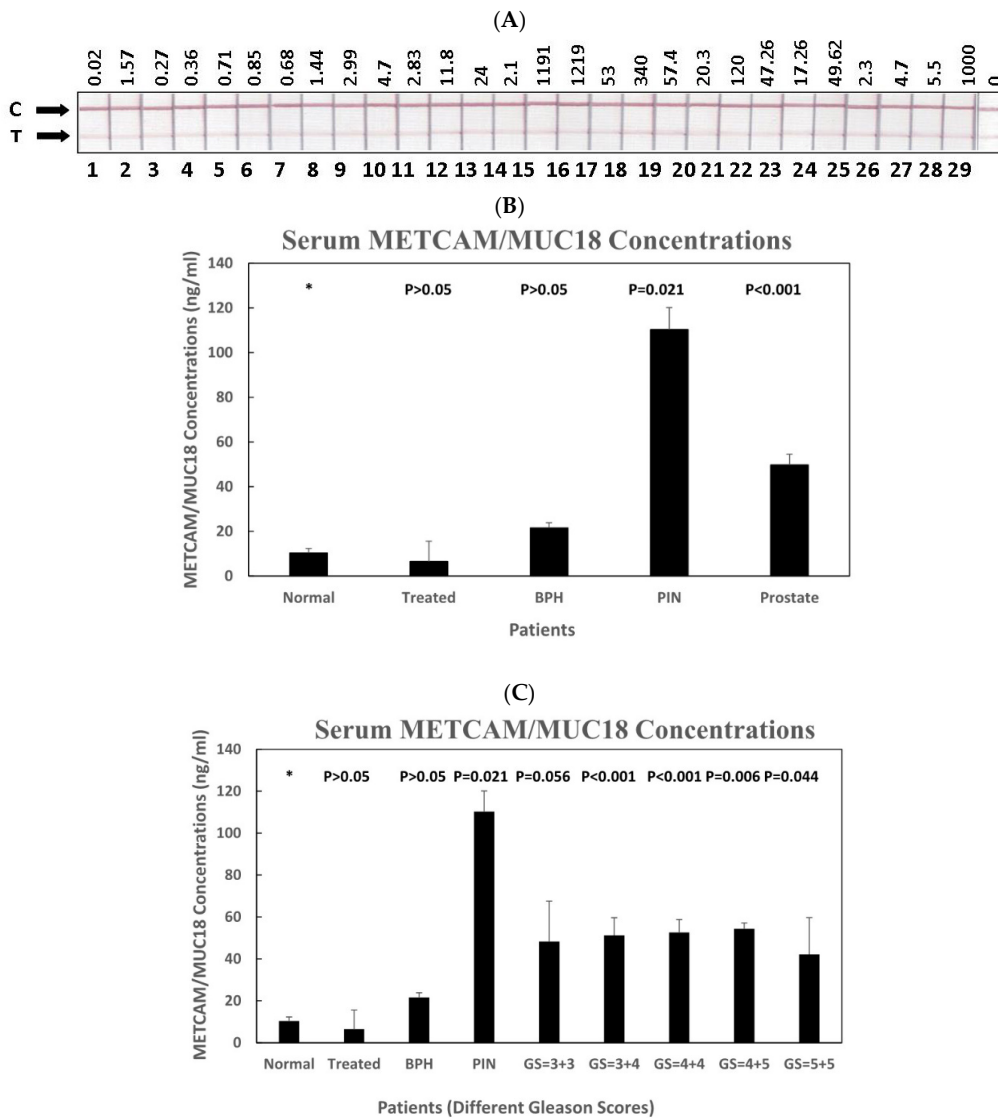 (A)
0.02 1.57 0.27 0.36 0.71 0.85 0.68 1.44 2.99 4.7 2.83 11.8 24 2.1 1191 1219 53 340 57.4 20.3 120 47.26 17.26 49.62 2.3 4.7 5.5 1000 0
C
T
1 2 3 4 5 6 7 8 9 10 11 12 13 14 15 16 17 18 19 20 21 22 23 24 25 26 27 28 29
(B)
Serum METCAM/MUC18 Concentrations
METCAM/MUC18 Concentrations (ng/ml)
140
* P>0.05 P>0.05 P=0.021 P<0.001
120
100
80
60
40
20
0
Normal Treated BPH PIN Prostate
Patients
(C)
Serum METCAM/MUC18 Concentrations
METCAM/MUC18 Concentrations (ng/ml)
140
* P>0.05 P>0.05 P=0.021 P=0.056 P<0.001 P<0.001 P=0.006 P=0.044
120
100
80
60
40
20
0
Normal Treated BPH PIN GS=3+3 GS=3+4 GS=4+4 GS=4+5 GS=5+5
Patients (Different Gleason Scores)